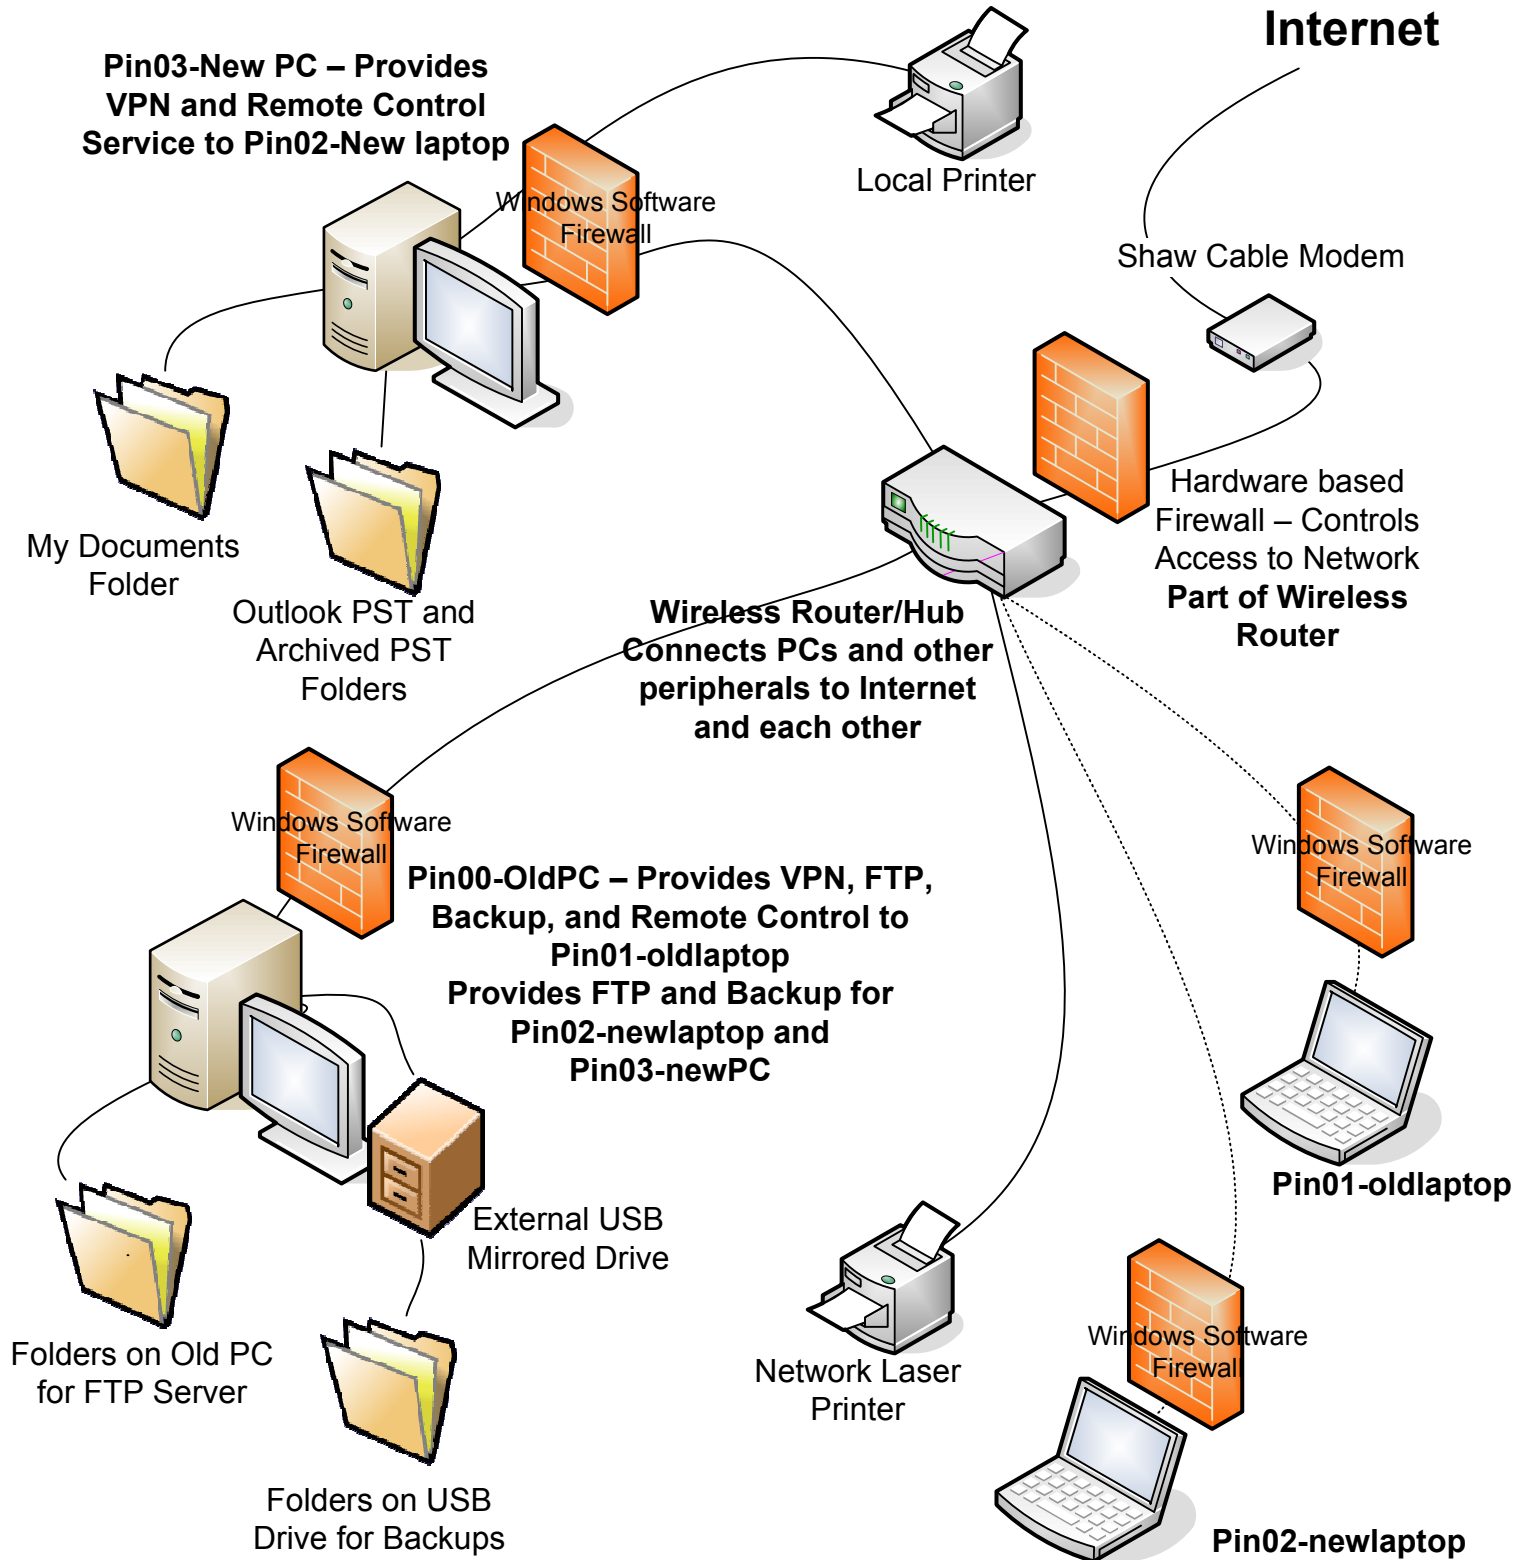 Internet
Pin03-New PC – Provides
VPN and Remote Control
Service to Pin02-New laptop
Local Printer
Windows Software
Firewall
Shaw Cable Modem
Hardware based
Firewall – Controls
Access to Network
Part of Wireless
Router
My Documents
Folder
Outlook PST and
Archived PST
Folders
Wireless Router/Hub
Connects PCs and other
peripherals to Internet
and each other
Windows Software
Firewall
Windows Software
Firewall
Pin00-OldPC – Provides VPN, FTP,
Backup, and Remote Control to
Pin01-oldlaptop
Provides FTP and Backup for
Pin02-newlaptop and
Pin03-newPC
Pin01-oldlaptop
External USB
Mirrored Drive
Folders on Old PC
for FTP Server
Network Laser
Printer
Windows Software
Firewall
Folders on USB
Drive for Backups
Pin02-newlaptop